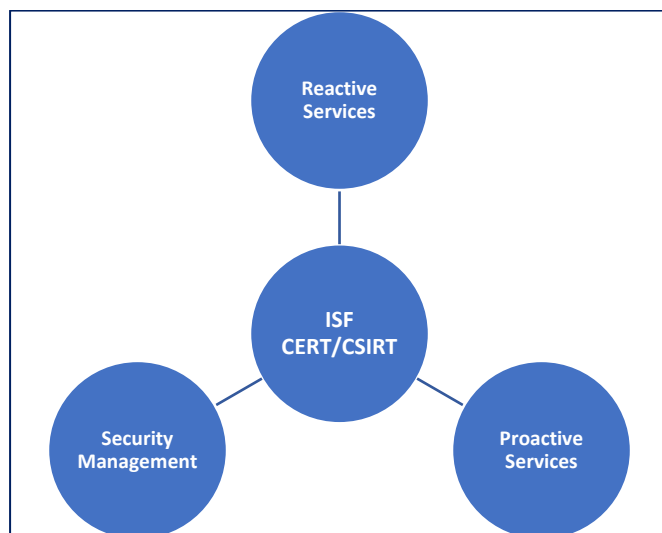 Reactive
Services
ISF
CERT/CSIRT
Security
Management
Proactive
Services